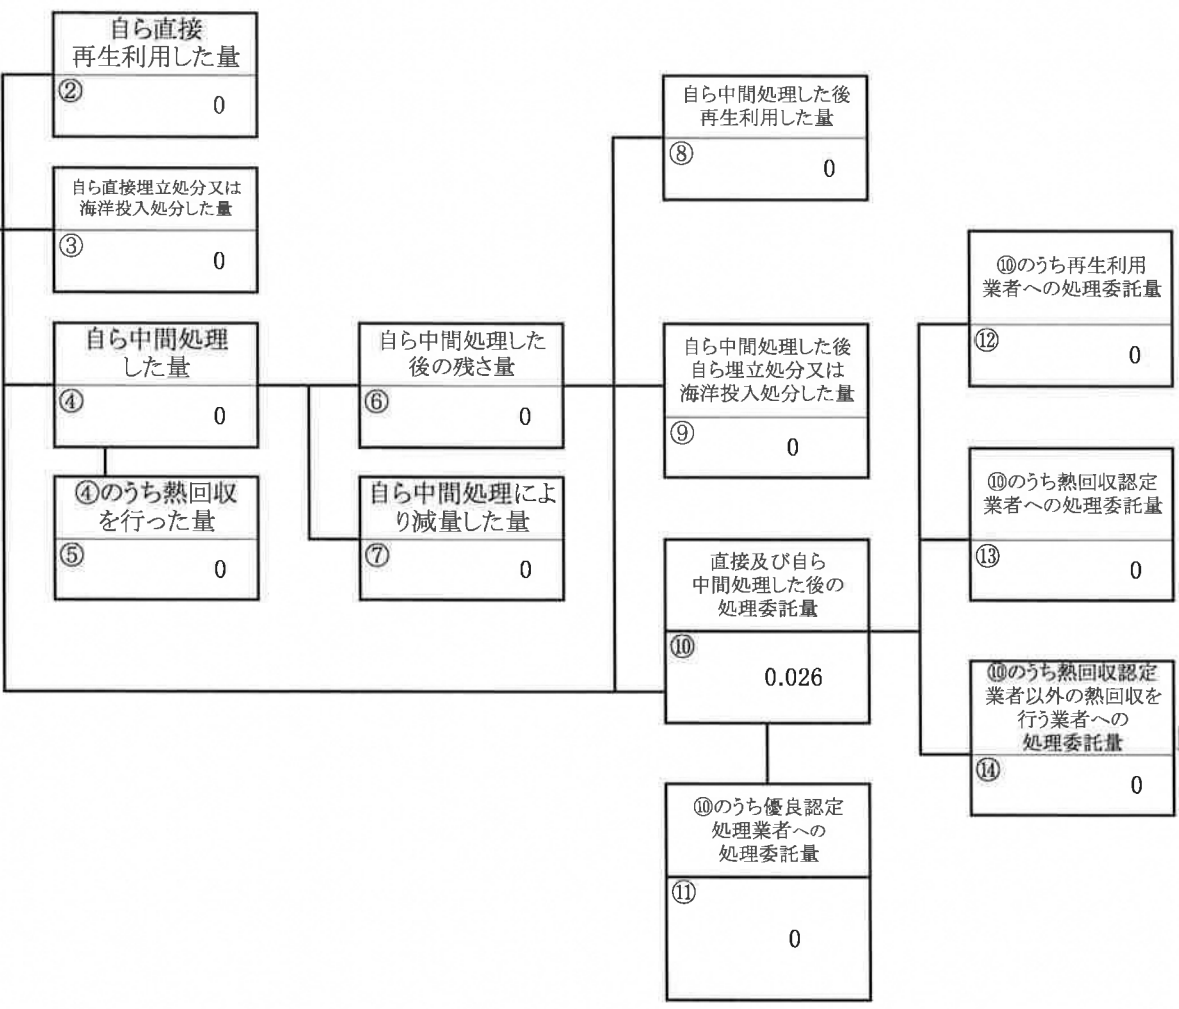 自ら直接
再生利用した量
②
0
自ら直接埋立処分又は
海洋投入処分した量
③
0
自ら中間処理
した量
④
0
④のうち熱回収
を行った量
⑤
0
自ら中間処理した
後の残さ量
⑥
0
自ら中間処理によ
り減量した量
⑦
0
自ら中間処理した後
再生利用した量
⑧
0
自ら中間処理した後
自ら埋立処分又は
海洋投入処分した量
⑨
0
直接及び自ら
中間処理した後の
処理委託量
⑩
0.026
⑩のうち優良認定
処理業者への
処理委託量
⑪
0
⑩のうち再生利用
業者への処理委託量
⑫
0
⑩のうち熱回収認定
業者への処理委託量
⑬
0
⑩のうち熱回収認定
業者以外の熱回収を
行う業者への
処理委託量
⑭
0